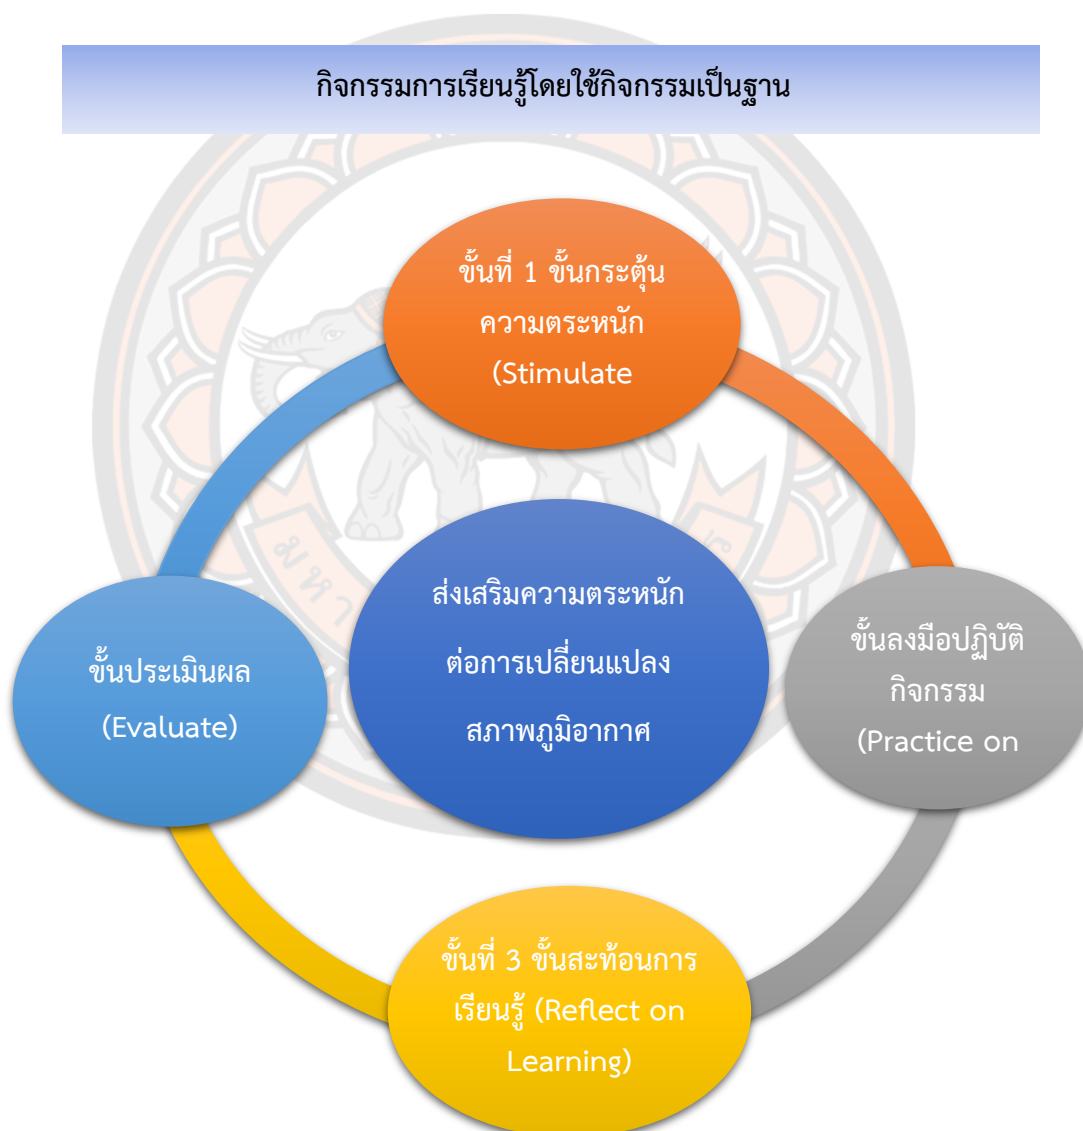 กิจกรรมการเรียนรู้โดยใช้กิจกรรมเป็นฐาน
ขั้นที่ 1 ขั้นกระตุ้น
ความตระหนัก
(Stimulate
ส่งเสริมความตระหนัก
ต่อการเปลี่ยนแปลง
สภาพภูมิอากาศ
ขั้นลงมือปฏิบัติ
กิจกรรม
(Practice on
ขั้นประเมินผล
(Evaluate)
ขั้นที่ 3 ขั้นสะท้อนการ
เรียนรู้ (Reflect on
Learning)